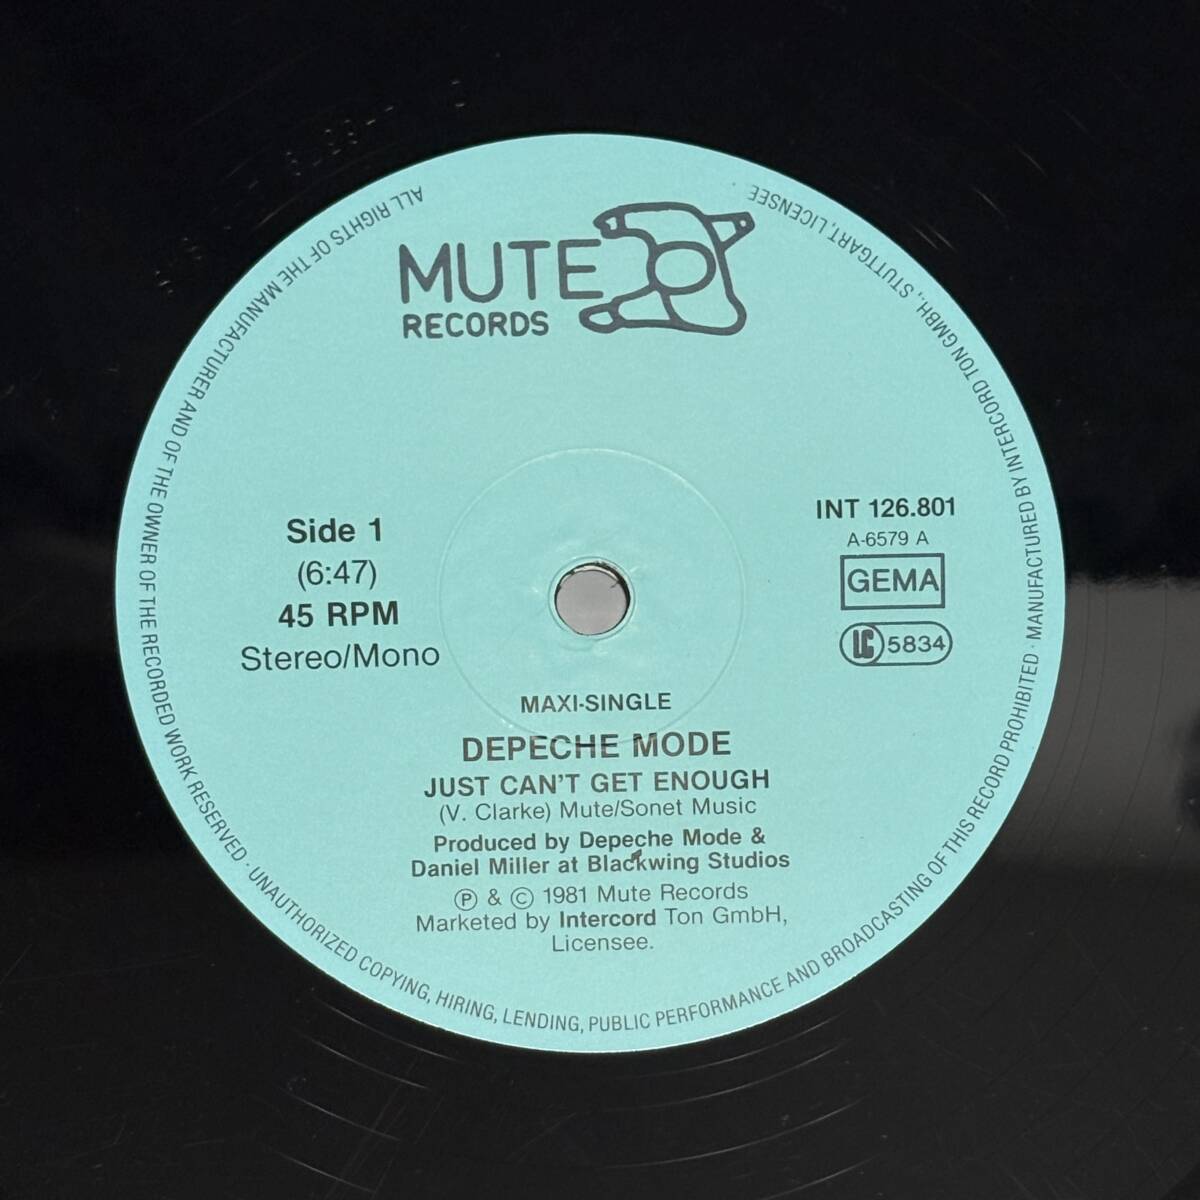 MUTE
RECORDS
Side 1
(6:47)
45 RPM
Stereo/Mono
INT 126.801
A-6579 A
GEMA
LC 5834
MAXI-SINGLE
DEPECHE MODE
JUST CAN'T GET ENOUGH
(V. Clarke) Mute/Sonet Music
Produced by Depeche Mode &
Daniel Miller at Blackwing Studios
Ⓟ & © 1981 Mute Records
Marketed by Intercord Ton GmbH,
Licensee.
ALL RIGHTS OF THE MANUFACTURER AND OF THE OWNER OF THE RECORDED WORK RESERVED · UNAUTHORIZED COPYING, HIRING, LENDING, PUBLIC PERFORMANCE AND BROADCASTING OF THIS RECORD PROHIBITED · MANUFACTURED BY INTERCORD TON GMBH., STUTTGART, LICENSEE